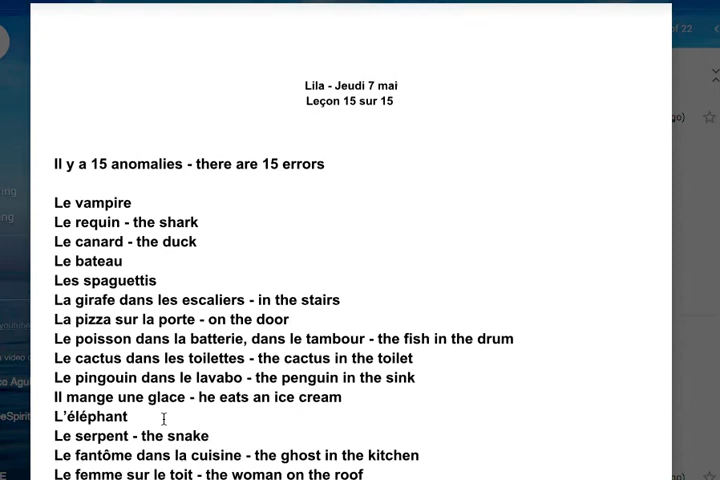 of 22
Lila - Jeudi 7 mai
Leçon 15 sur 15
Il y a 15 anomalies - there are 15 errors
Le vampire
Le requin - the shark
Le canard - the duck
Le bateau
Les spaguettis
La girafe dans les escaliers - in the stairs
La pizza sur la porte - on the door
Le poisson dans la batterie, dans le tambour - the fish in the drum
Le cactus dans les toilettes - the cactus in the toilet
Le pingouin dans le lavabo - the penguin in the sink
Il mange une glace - he eats an ice cream
L'éléphant
Le serpent - the snake
Le fantôme dans la cuisine - the ghost in the kitchen
Le femme sur le toit - the woman on the roof